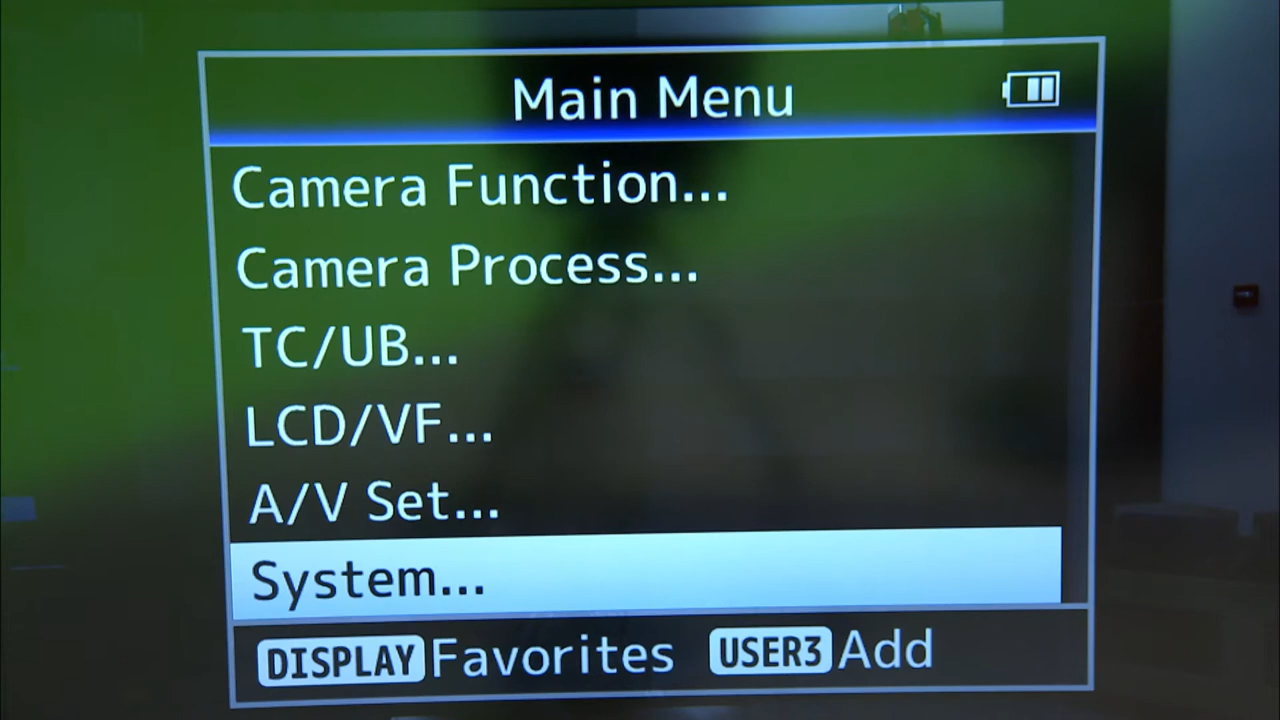 Main Menu
Camera Function...
Camera Process...
TC/UB...
LCD/VF...
A/V Set...
System...
DISPLAY Favorites USER3 Add